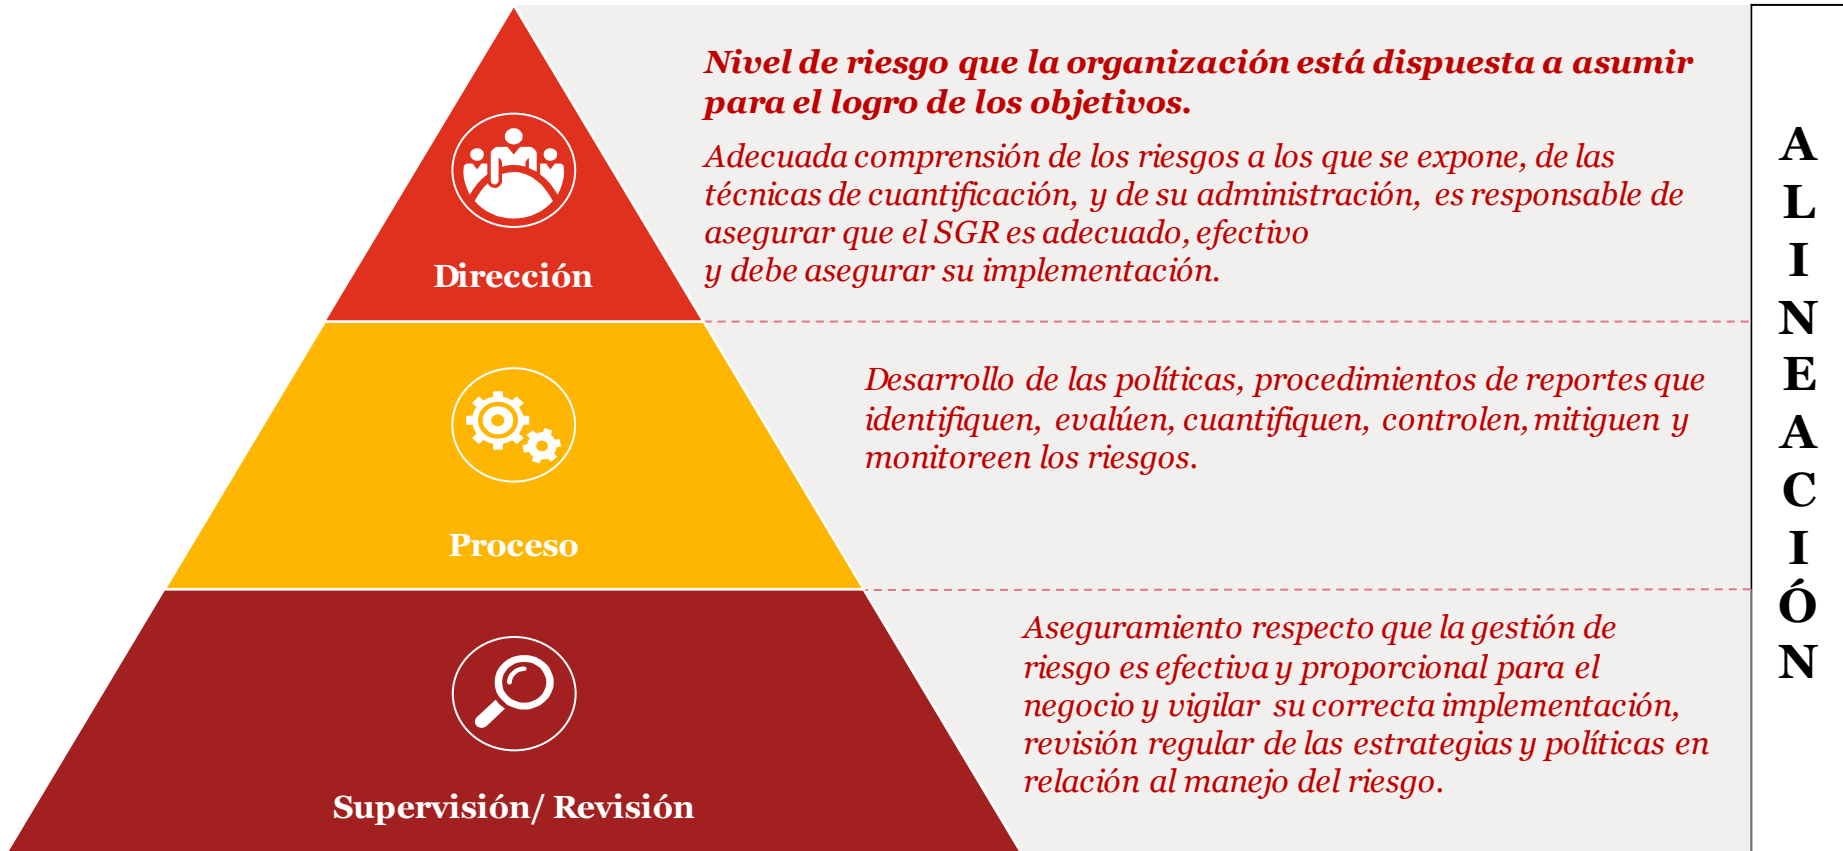 Nivel de riesgo que la organización está dispuesta a asumir
para el logro de los objetivos.
Adecuada comprensión de los riesgos a los que se expone, de las
técnicas de cuantificación, y de su administración, es responsable de
asegurar que el SGR es adecuado, efectivo
y debe asegurar su implementación.
Dirección
Desarrollo de las políticas, procedimientos de reportes que
identifiquen, evalúen, cuantifiquen, controlen, mitiguen y
monitoreen los riesgos.
Proceso
Aseguramiento respecto que la gestión de
riesgo es efectiva y proporcional para el
negocio y vigilar su correcta implementación,
revisión regular de las estrategias y políticas en
relación al manejo del riesgo.
Supervisión/ Revisión
ALINEACIÓN